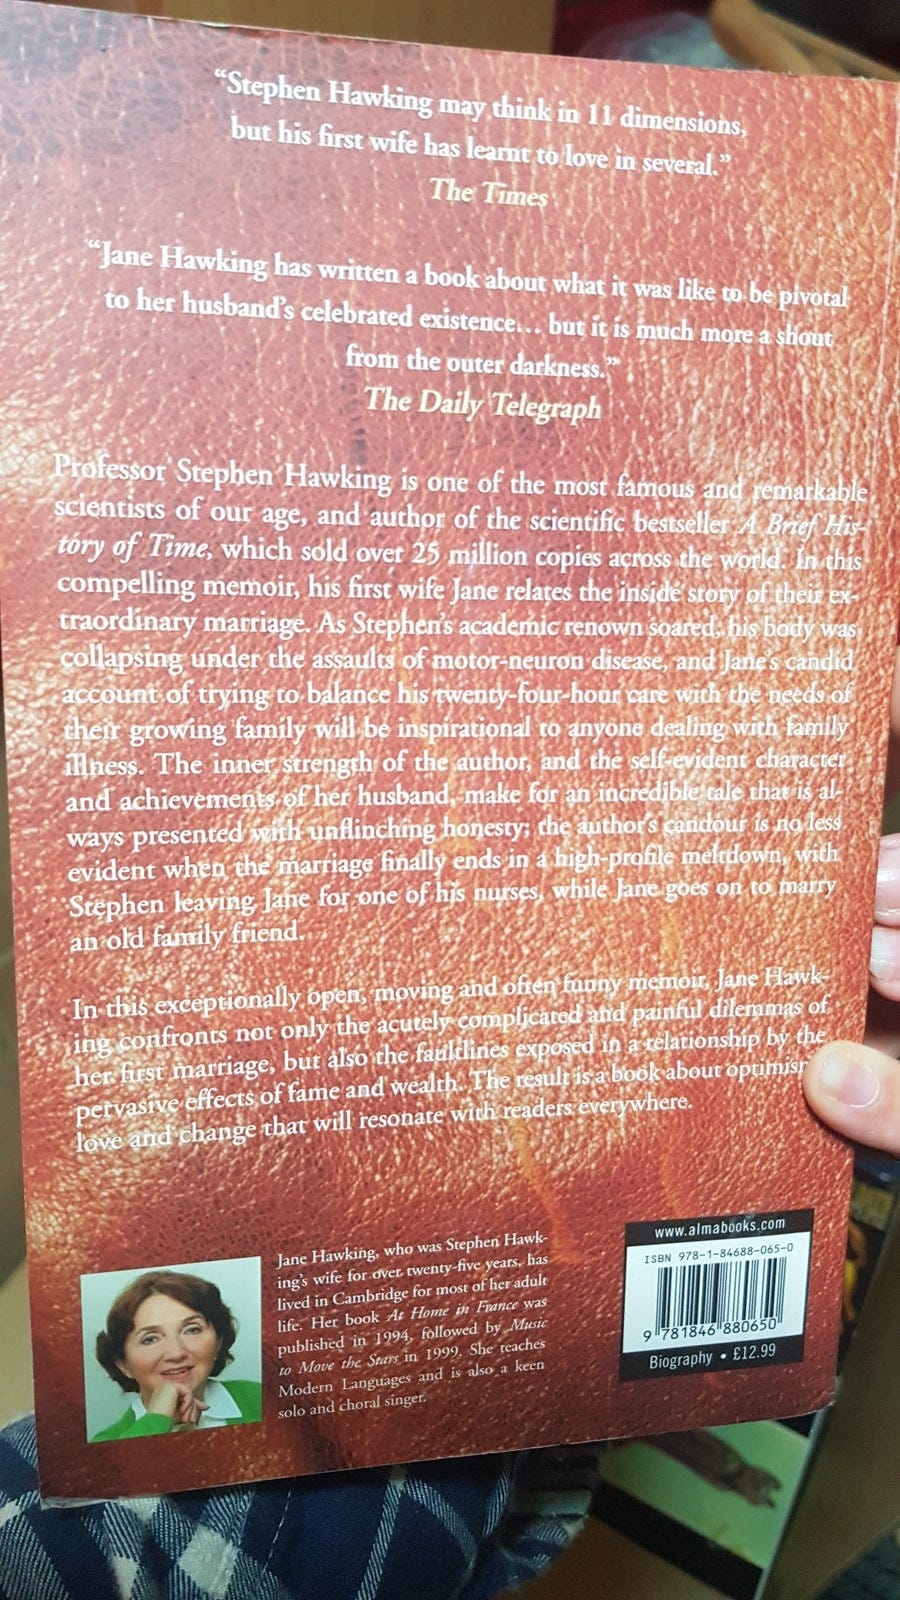 “Stephen Hawking may think in 11 dimensions,
but his first wife has learnt to love in several.”
The Times
“Jane Hawking has written a book about what it was like to be pivotal
to her husband’s celebrated existence… but it is much more a shout
from the outer darkness.”
The Daily Telegraph
Professor Stephen Hawking is one of the most famous and remarkable
scientists of our age, and author of the scientific bestseller A Brief His-
tory of Time, which sold over 25 million copies across the world. In this
compelling memoir, his first wife Jane relates the inside story of their ex-
traordinary marriage. As Stephen’s academic renown soared, his body was
collapsing under the assaults of motor-neuron disease, and Jane’s candid
account of trying to balance his twenty-four-hour care with the needs of
their growing family will be inspirational to anyone dealing with family
illness. The inner strength of the author, and the self-evident character
and achievements of her husband, make for an incredible tale that is al-
ways presented with unflinching honesty; the author’s candour is no less
evident when the marriage finally ends in a high-profile meltdown, with
Stephen leaving Jane for one of his nurses, while Jane goes on to marry
an old family friend.
In this exceptionally open, moving and often funny memoir, Jane Hawk-
ing confronts not only the acutely complicated and painful dilemmas of
her first marriage, but also the faultlines exposed in a relationship by the
pervasive effects of fame and wealth. The result is a book about
love and change that will resonate with readers everywhere.
Jane Hawking, who was Stephen Hawk-
ing’s wife for over twenty-five years, has
lived in Cambridge for most of her adult
life. Her book At Home in France was
published in 1994, followed by Music
to Move the Stars in 1999. She teaches
Modern Languages and is also a keen
solo and choral singer.
www.almabooks.com
ISBN 978-1-84688-065-0
9 781846 880650
Biography • £12.99